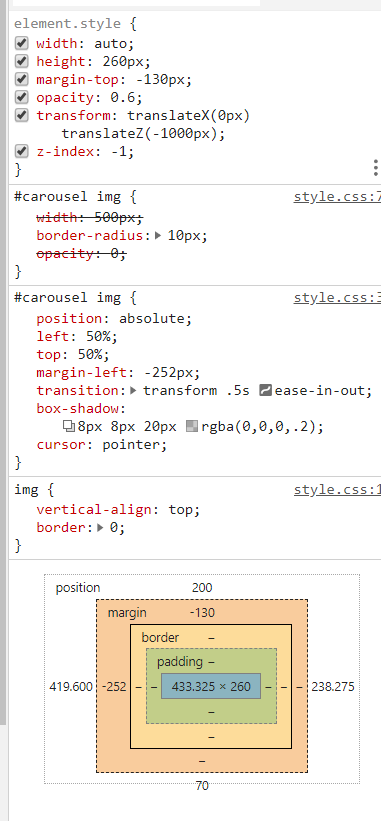 element.style {
width: auto;
height: 260px;
margin-top: -130px;
opacity: 0.6;
transform: translateX(0px)
translateZ(-1000px);
z-index: -1;
}
#carousel img {
style.css:7
width: 500px;
border-radius: 10px;
opacity: 0;
}
#carousel img {
style.css:3
position: absolute;
left: 50%;
top: 50%;
margin-left: -252px;
transition: transform .5s ease-in-out;
box-shadow:
8px 8px 20px rgba(0,0,0,.2);
cursor: pointer;
}
img {
style.css:1
vertical-align: top;
border: 0;
}
position 200
margin -130
border –
padding –
419.600 -252 – – 433.325 × 260 – – – 238.275
–
–
–
70